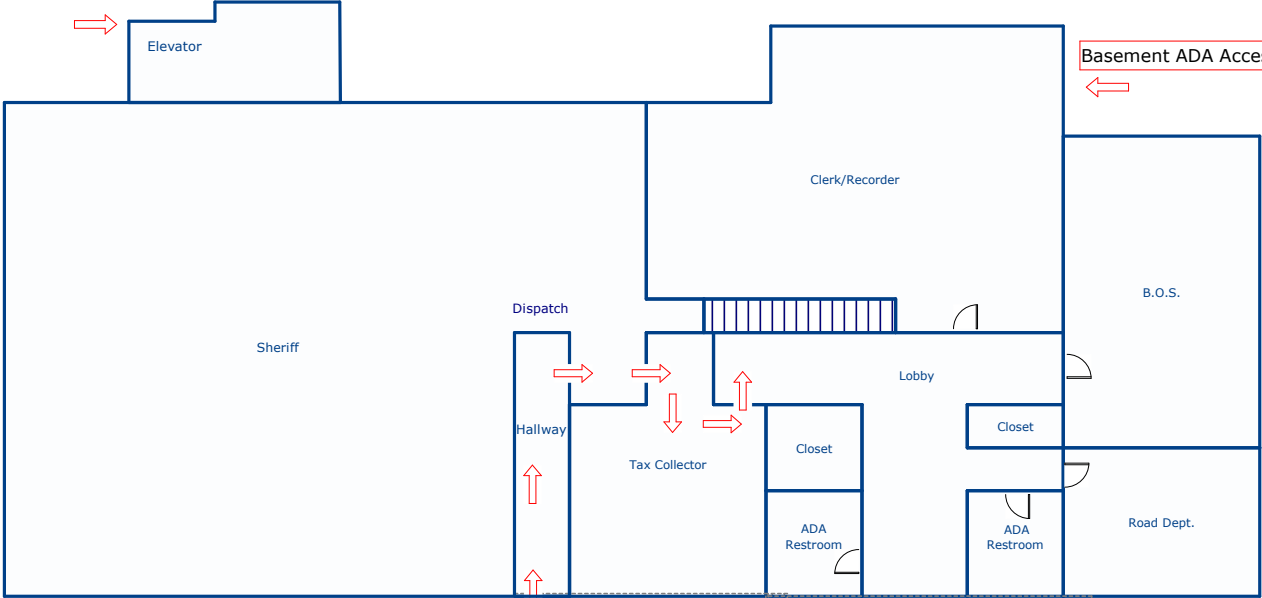 Elevator
Basement ADA Acce
Clerk/Recorder
B.O.S.
Dispatch
Sheriff
Lobby
Hallway
Closet
Closet
Tax Collector
ADA
Restroom
ADA
Restroom
Road Dept.